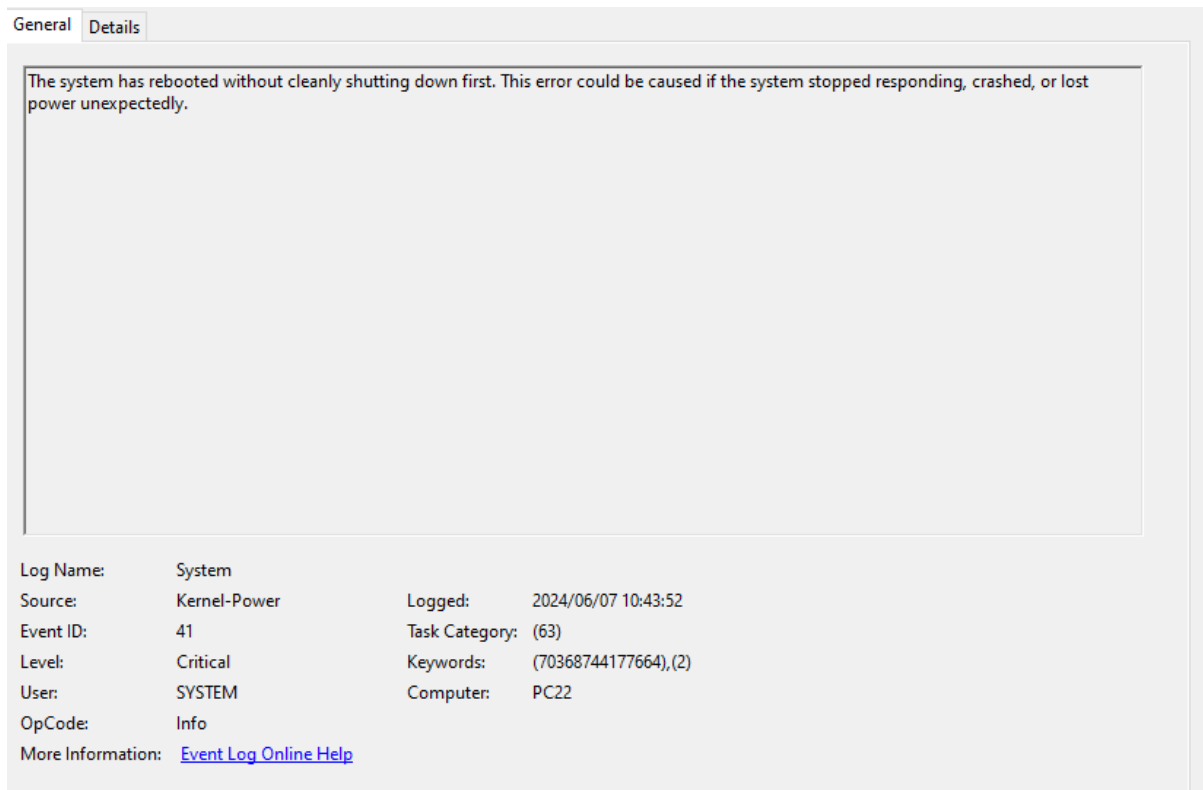 General Details
The system has rebooted without cleanly shutting down first. This error could be caused if the system stopped responding, crashed, or lost
power unexpectedly.
Log Name: System
Source: Kernel-Power Logged: 2024/06/07 10:43:52
Event ID: 41 Task Category: (63)
Level: Critical Keywords: (70368744177664),(2)
User: SYSTEM Computer: PC22
OpCode: Info
More Information: Event Log Online Help